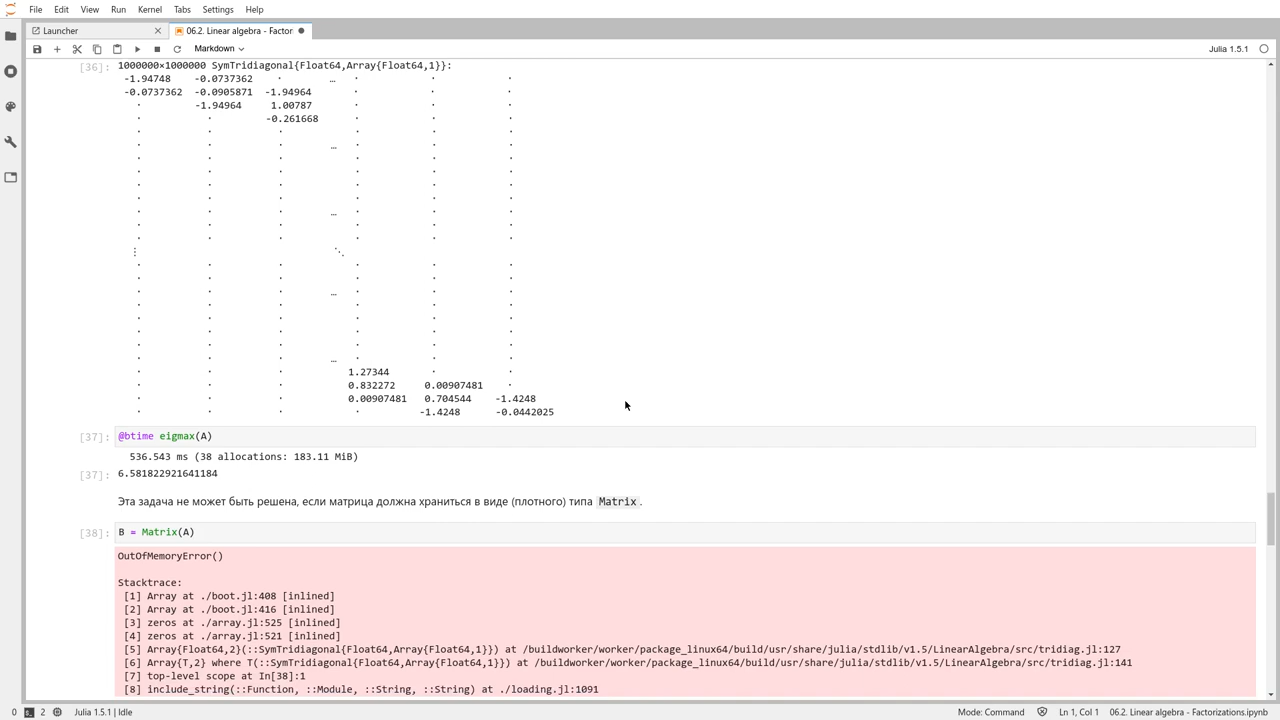 File Edit View Run Kernel Tabs Settings Help
Launcher × 06.2. Linear algebra - Factor
Markdown Julia 1.5.1
[36]: 1000000×1000000 SymTridiagonal{Float64,Array{Float64,1}}:
-1.94748 -0.0737362 · … · · ·
-0.0737362 -0.0905871 -1.94964 · · ·
· -1.94964 1.00787 · · ·
· · -0.261668 · · ·
· · · · · ·
· · · … · · ·
· · · · · ·
· · · · · ·
· · · · · ·
· · · · · ·
· · · … · · ·
· · · · · ·
· · · · · ·
⋮ ⋱
· · · · · ·
· · · · · ·
· · · … · · ·
· · · · · ·
· · · · · ·
· · · · · ·
· · · · · ·
· · · … · · ·
· · · 1.27344 · ·
· · · 0.832272 0.00907481 ·
· · · 0.00907481 0.704544 -1.4248
· · · · -1.4248 -0.0442025
[37]: @btime eigmax(A)
536.543 ms (38 allocations: 183.11 MiB)
[37]: 6.581822921641184
Эта задача не может быть решена, если матрица должна храниться в виде (плотного) типа Matrix.
[38]: B = Matrix(A)
OutOfMemoryError()
Stacktrace:
[1] Array at ./boot.jl:408 [inlined]
[2] Array at ./boot.jl:416 [inlined]
[3] zeros at ./array.jl:525 [inlined]
[4] zeros at ./array.jl:521 [inlined]
[5] Array{Float64,2}(::SymTridiagonal{Float64,Array{Float64,1}}) at /buildworker/worker/package_linux64/build/usr/share/julia/stdlib/v1.5/LinearAlgebra/src/tridiag.jl:127
[6] Array{T,2} where T(::SymTridiagonal{Float64,Array{Float64,1}}) at /buildworker/worker/package_linux64/build/usr/share/julia/stdlib/v1.5/LinearAlgebra/src/tridiag.jl:141
[7] top-level scope at In[38]:1
[8] include_string(::Function, ::Module, ::String, ::String) at ./loading.jl:1091
0 2 Julia 1.5.1 | Idle Mode: Command Ln 1, Col 1 06.2. Linear algebra - Factorizations.ipynb